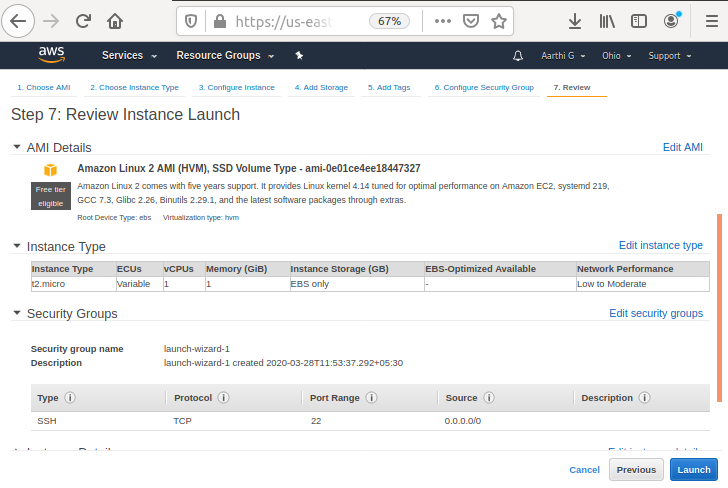 https://us-eas
67%
aws
Services
Resource Groups
Aarthi G
Ohio
Support
1. Choose AMI
2. Choose Instance Type
3. Configure Instance
4. Add Storage
5. Add Tags
6. Configure Security Group
7. Review
Step 7: Review Instance Launch
AMI Details
Edit AMI
Amazon Linux 2 AMI (HVM), SSD Volume Type - ami-0e01ce4ee18447327
Free tier
eligible
Amazon Linux 2 comes with five years support. It provides Linux kernel 4.14 tuned for optimal performance on Amazon EC2, systemd 219,
GCC 7.3, Glibc 2.26, Binutils 2.29.1, and the latest software packages through extras.
Root Device Type: ebs Virtualization type: hvm
Instance Type
Edit instance type
Instance Type ECUs vCPUs Memory (GiB) Instance Storage (GB) EBS-Optimized Available Network Performance
t2.micro Variable 1 1 EBS only - Low to Moderate
Security Groups
Edit security groups
Security group name launch-wizard-1
Description launch-wizard-1 created 2020-03-28T11:53:37.292+05:30
Type Protocol Port Range Source Description
SSH TCP 22 0.0.0.0/0
Cancel Previous Launch